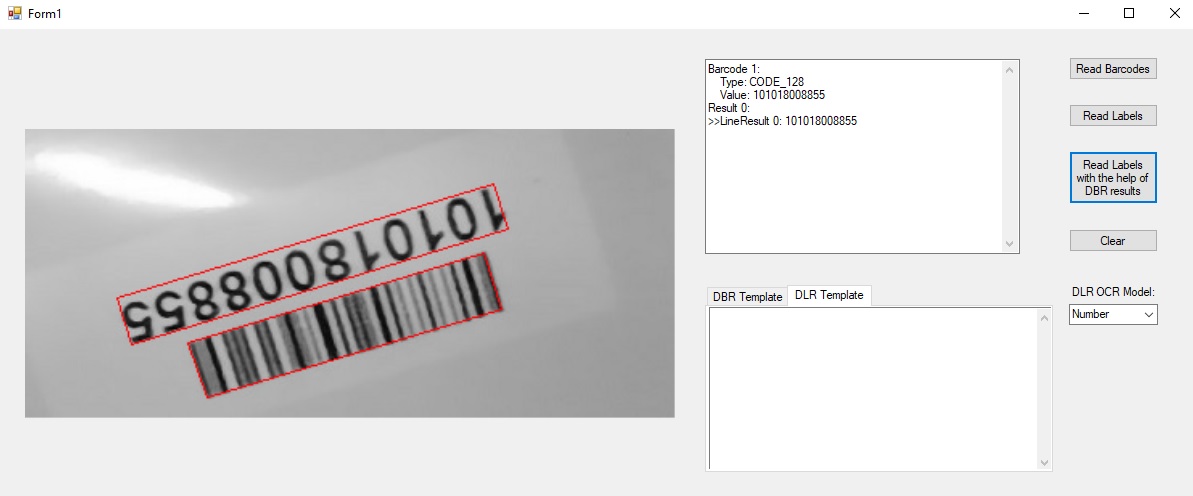 Form1
101018008855
Barcode 1:
Type: CODE_128
Value: 101018008855
Result 0:
>>LineResult 0: 101018008855
Read Barcodes
Read Labels
Read Labels
with the help of
DBR results
Clear
DBR Template
DLR Template
DLR OCR Model:
Number